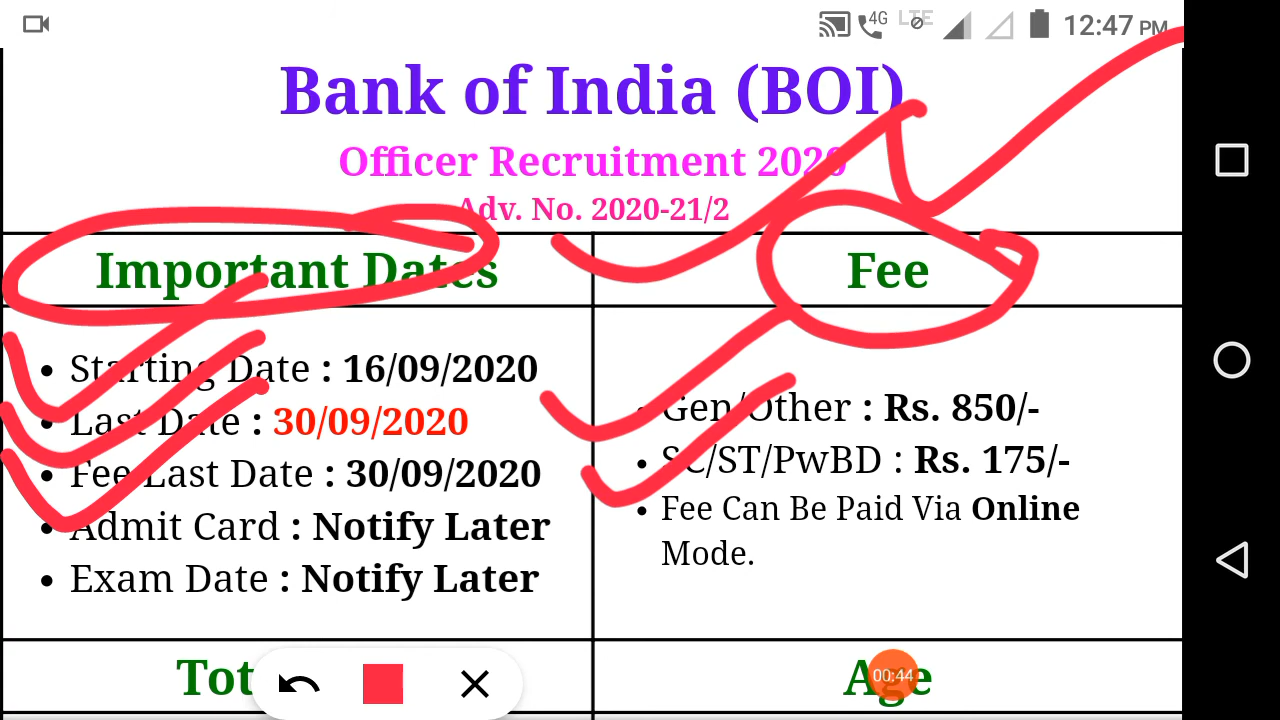 4G LTE 12:47 PM
Bank of India (BOI)
Officer Recruitment 2020
Adv. No. 2020-21/2
Important Dates
Fee
• Starting Date : 16/09/2020
• Last Date : 30/09/2020
• Fee Last Date : 30/09/2020
• Admit Card : Notify Later
• Exam Date : Notify Later
• Gen/Other : Rs. 850/-
• SC/ST/PwBD : Rs. 175/-
• Fee Can Be Paid Via Online
Mode.
Age
00:44